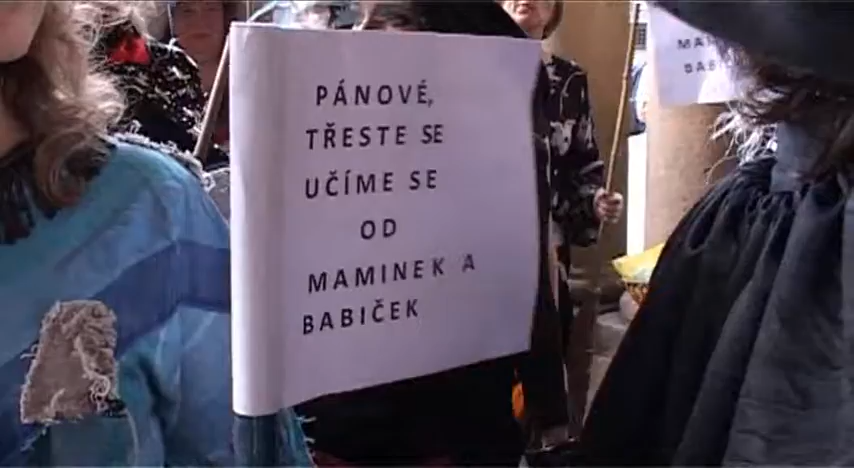 PÁNOVÉ,
TŘESTE SE
UČÍME SE
OD
MAMINEK A
BABIČEK